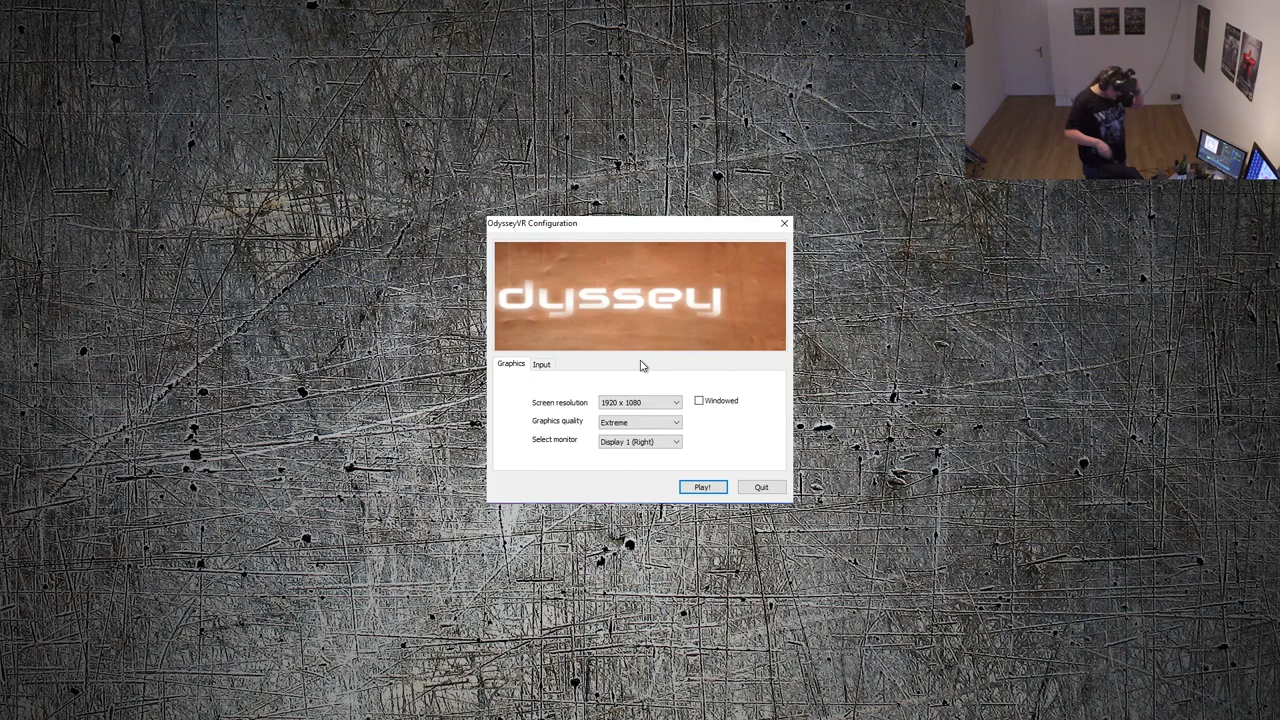 OdysseyVR Configuration
dyssey
Graphics
Input
Screen resolution
1920 x 1080
Windowed
Graphics quality
Extreme
Select monitor
Display 1 (Right)
Play!
Quit